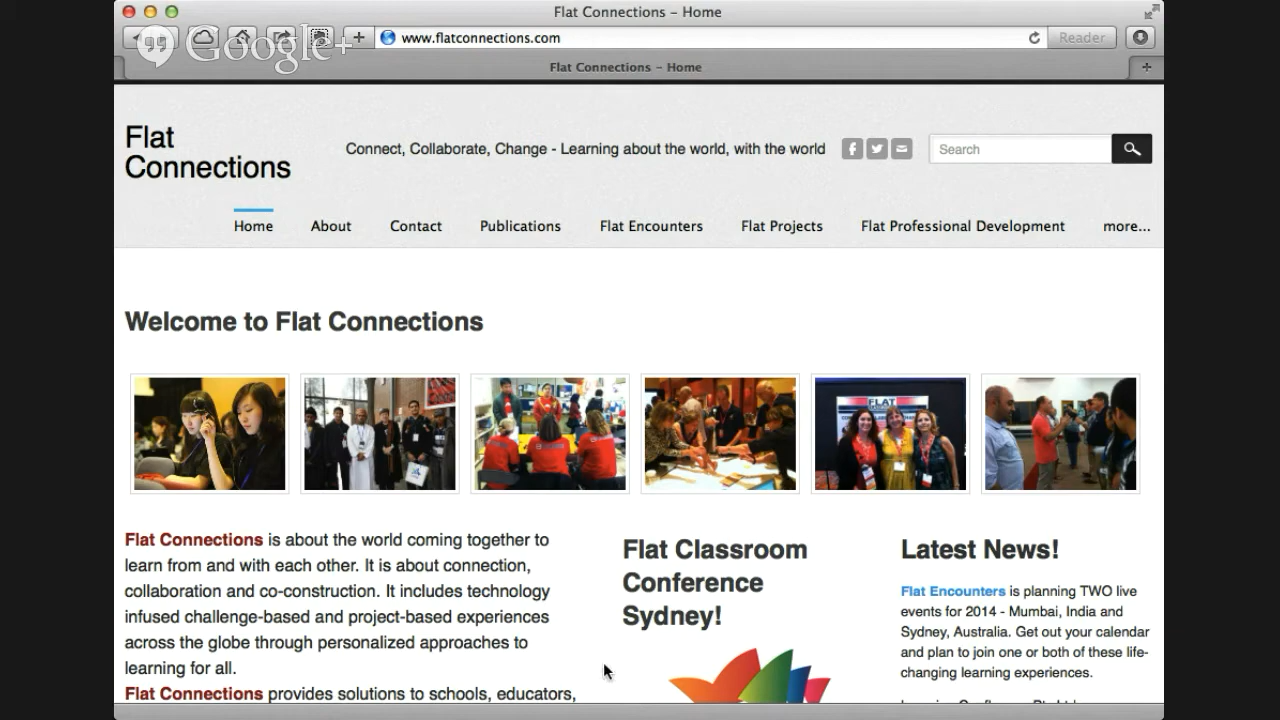 Flat Connections – Home
Google+
www.flatconnections.com
Reader
Flat Connections – Home
Flat
Connections
Connect, Collaborate, Change - Learning about the world, with the world
Search
Home About Contact Publications Flat Encounters Flat Projects Flat Professional Development more...
Welcome to Flat Connections
FLAT
Flat Connections is about the world coming together to
learn from and with each other. It is about connection,
collaboration and co-construction. It includes technology
infused challenge-based and project-based experiences
across the globe through personalized approaches to
learning for all.
Flat Connections provides solutions to schools, educators,
Flat Classroom
Conference
Sydney!
Latest News!
Flat Encounters is planning TWO live
events for 2014 - Mumbai, India and
Sydney, Australia. Get out your calendar
and plan to join one or both of these life-
changing learning experiences.